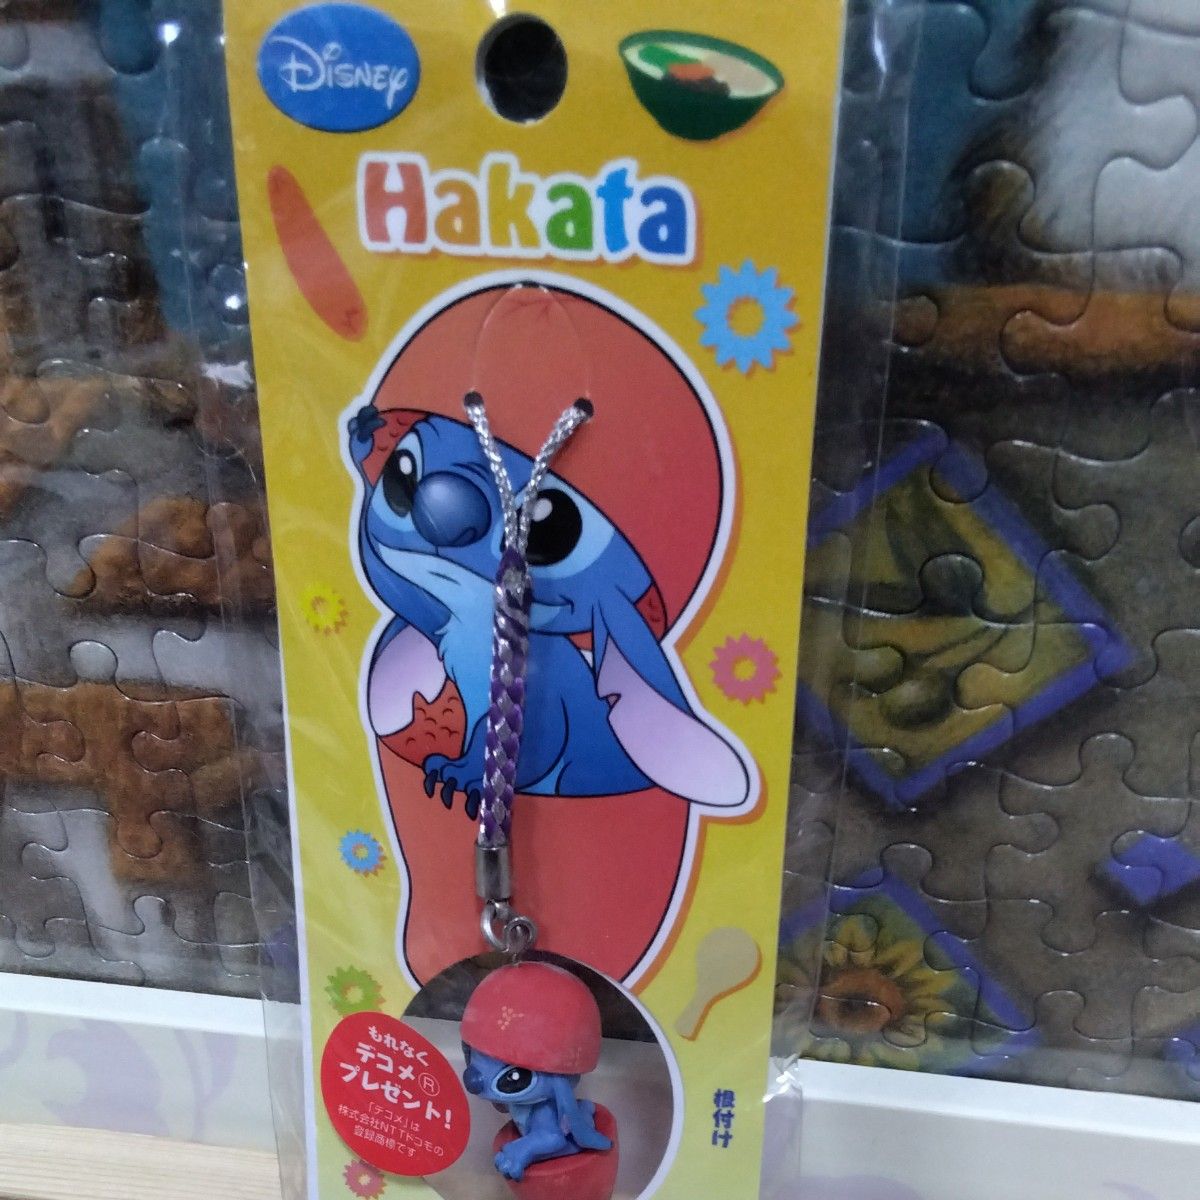 Disney
Hakata
もれなく
デコメ®
プレゼント!
「デコメ」は
株式会社NTTドコモの
登録商標です
根付け